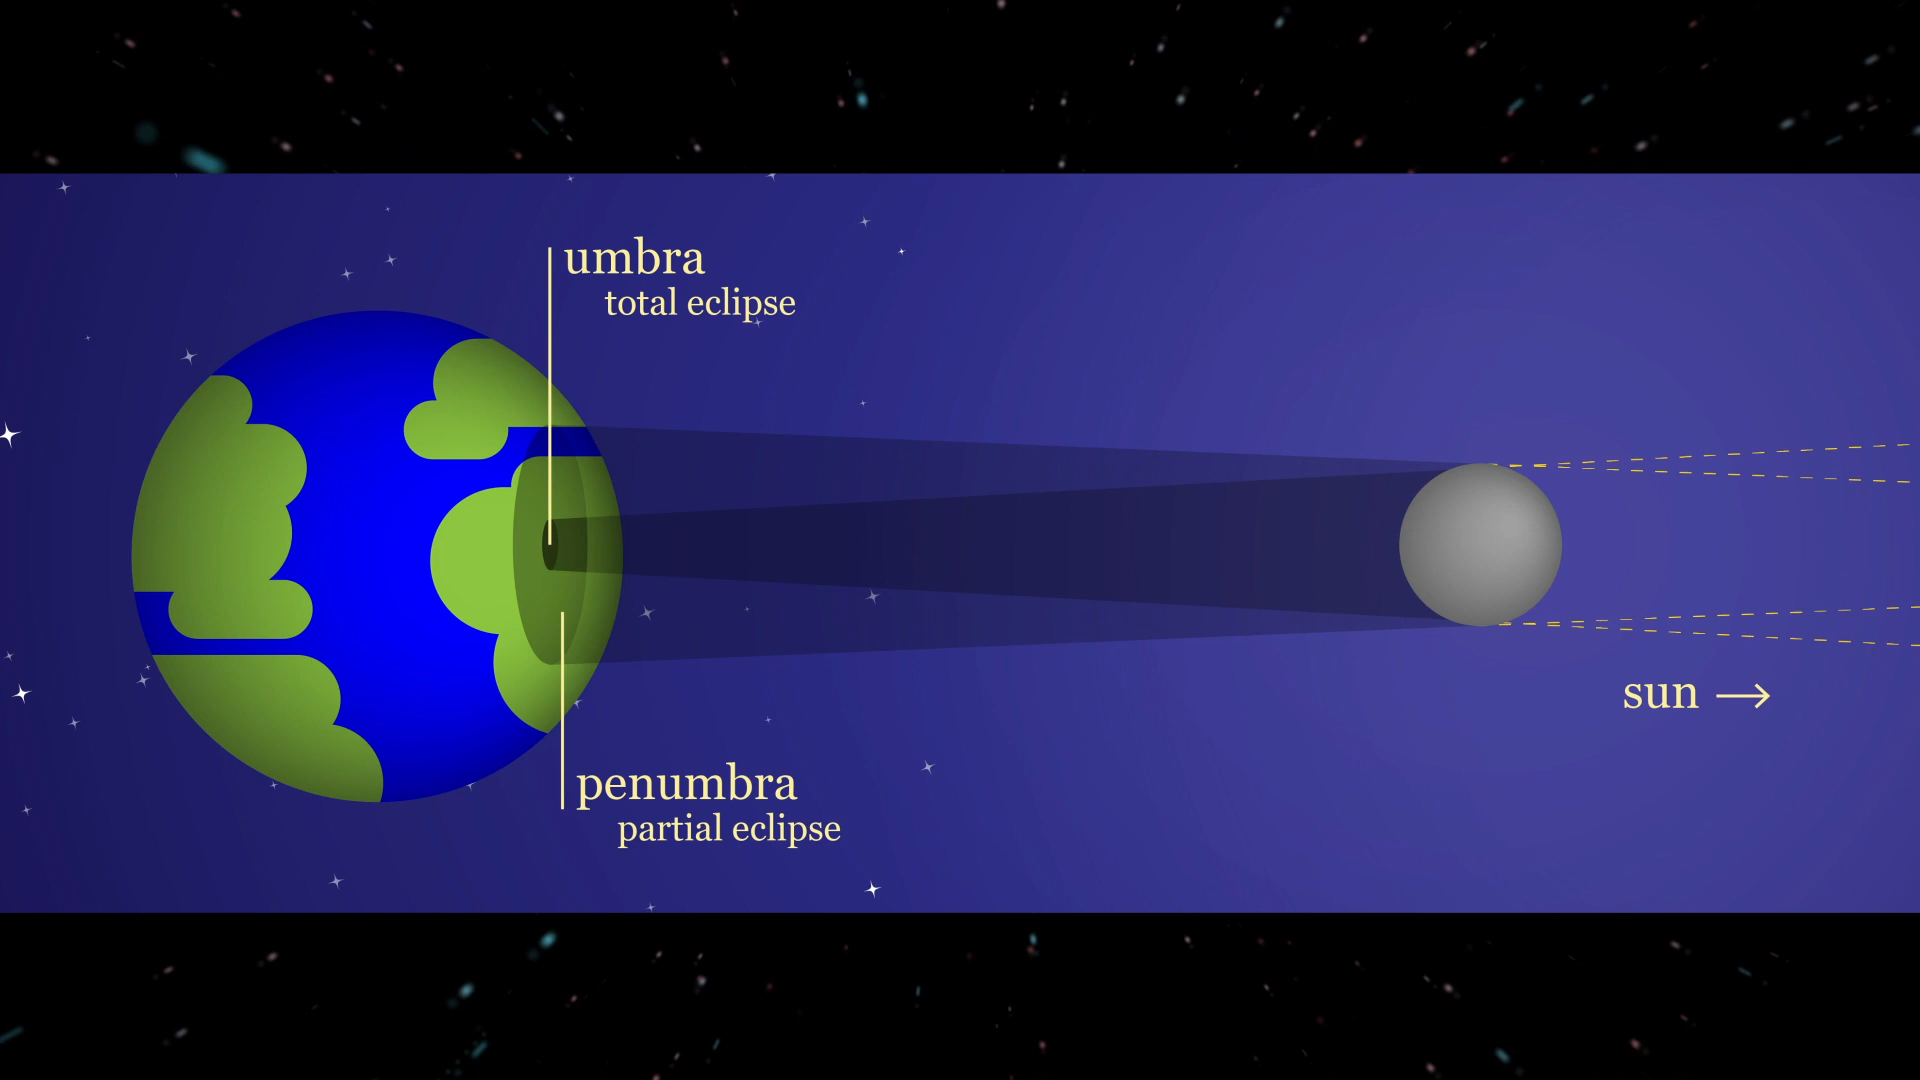 umbra
total eclipse
sun →
penumbra
partial eclipse